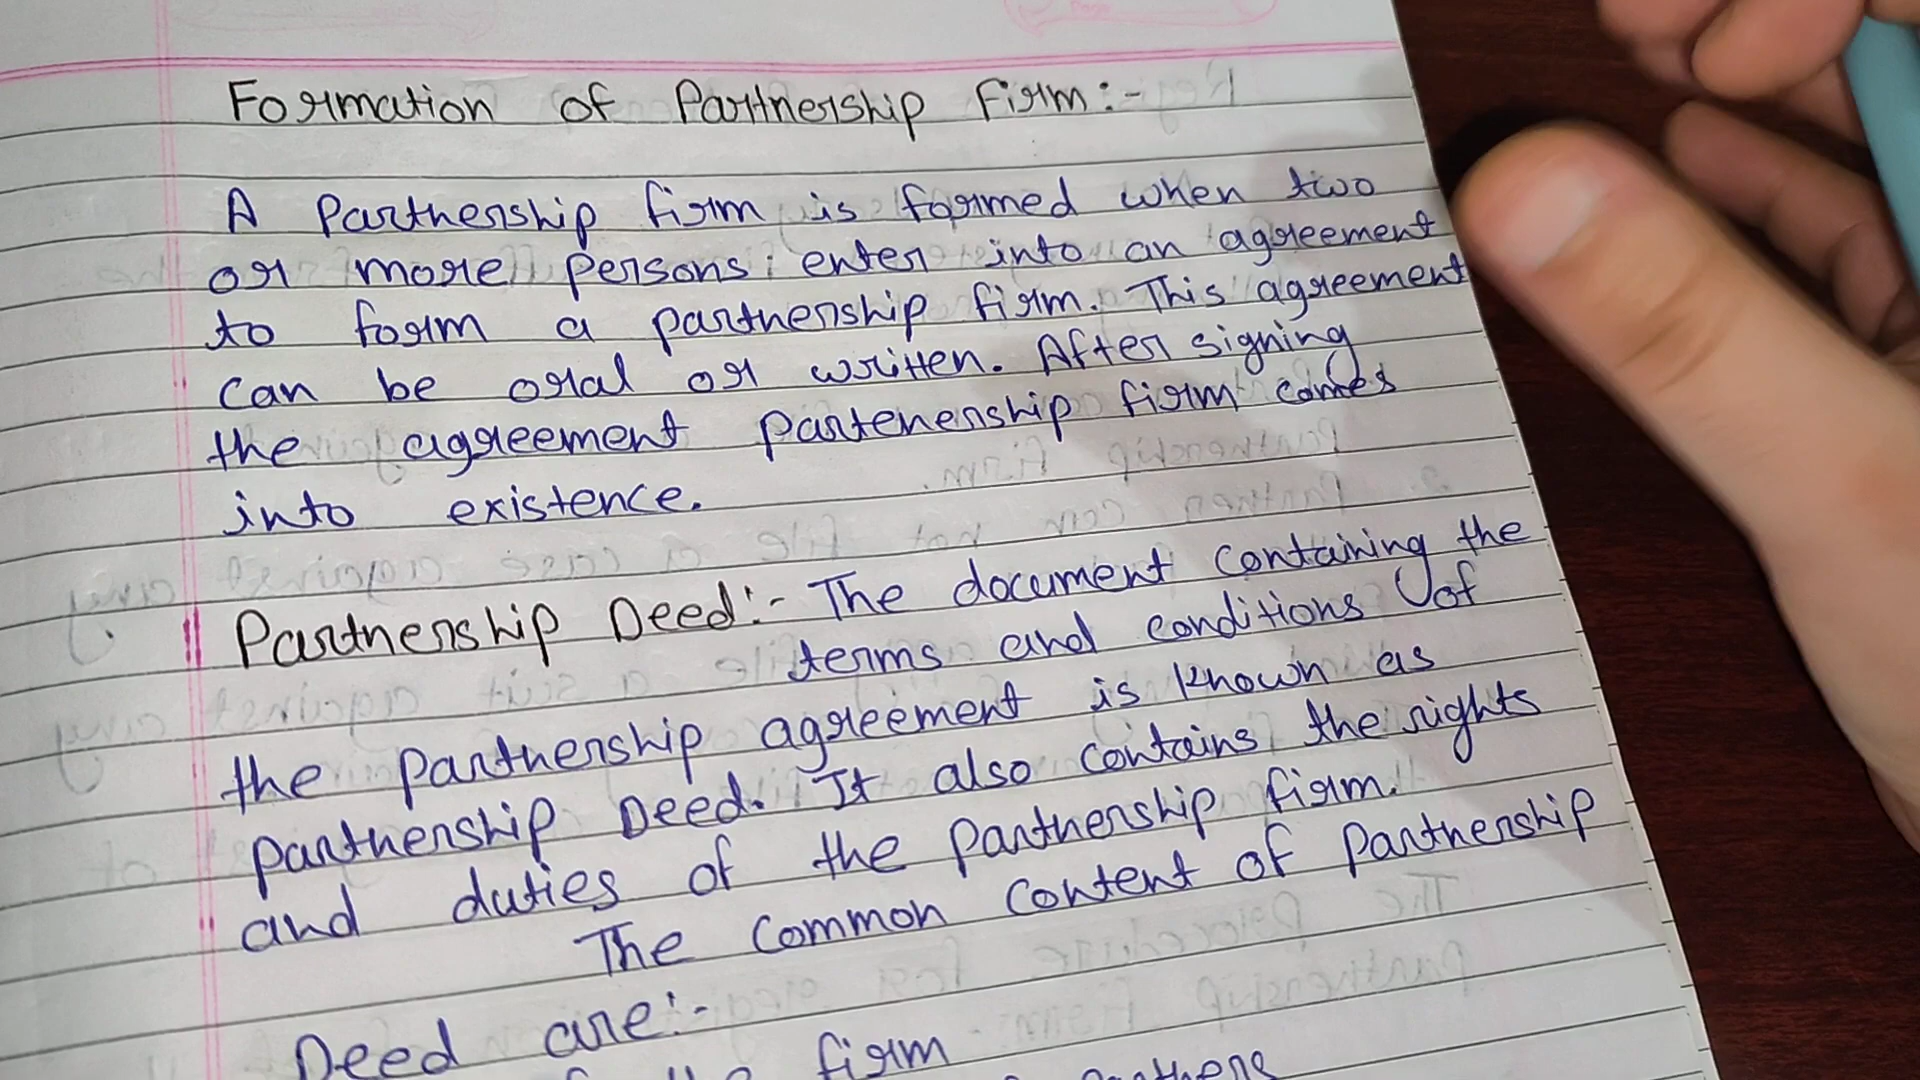 Formation of Partnership Firm:-
A Partnership firm is formed when two
or more persons enter into an agreement
to form a partnership firm. This agreement
can be oral or written. After signing
the agreement partenership firm comes
into existence.
Partnership Deed:- The document containing the
terms and conditions of
the partnership agreement is known as
partnership Deed. It also contains the rights
and duties of the partnership firm.
The common content of partnership
Deed are:-
firm